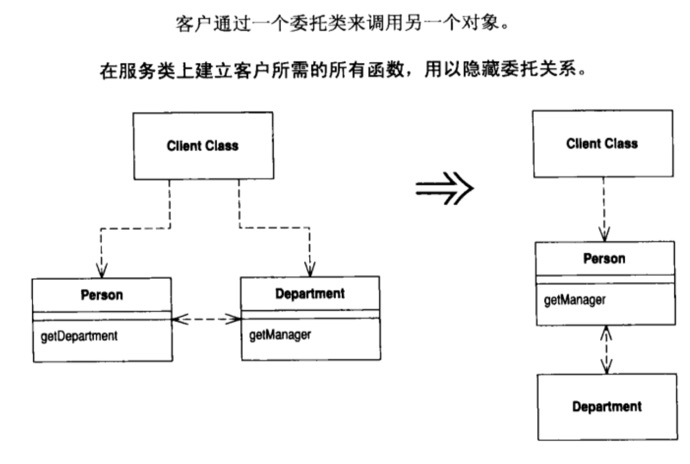 客户通过一个委托类来调用另一个对象。
在服务类上建立客户所需的所有函数，用以隐藏委托关系。
Client Class
Person
getDepartment
Department
getManager
Client Class
Person
getManager
Department